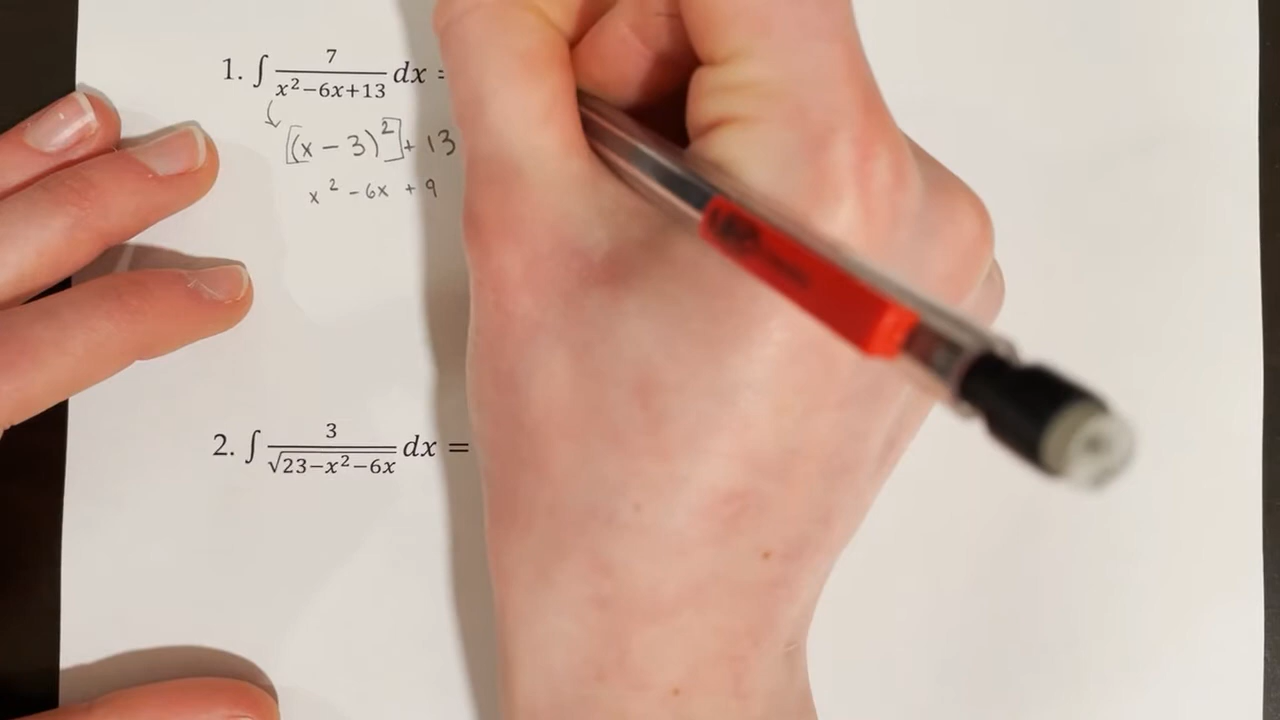 1. ∫ 7/(x²−6x+13) dx =
[(x − 3)²] + 13
x² − 6x + 9
2. ∫ 3/√(23−x²−6x) dx =